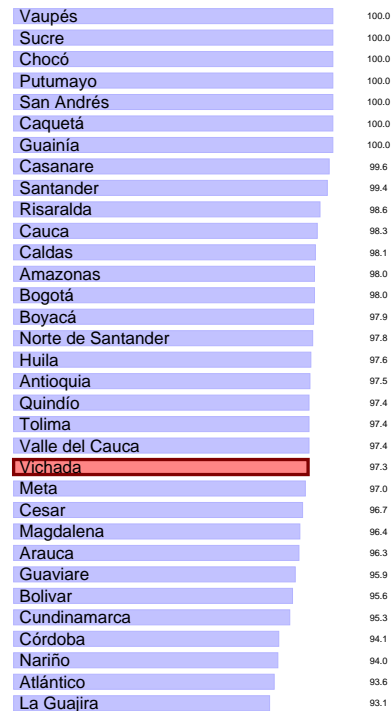 Vaupés 100.0
Sucre 100.0
Chocó 100.0
Putumayo 100.0
San Andrés 100.0
Caquetá 100.0
Guainía 100.0
Casanare 99.6
Santander 99.4
Risaralda 98.6
Cauca 98.3
Caldas 98.1
Amazonas 98.0
Bogotá 98.0
Boyacá 97.9
Norte de Santander 97.8
Huila 97.6
Antioquia 97.5
Quindío 97.4
Tolima 97.4
Valle del Cauca 97.4
Vichada 97.3
Meta 97.0
Cesar 96.7
Magdalena 96.4
Arauca 96.3
Guaviare 95.9
Bolivar 95.6
Cundinamarca 95.3
Córdoba 94.1
Nariño 94.0
Atlántico 93.6
La Guajira 93.1